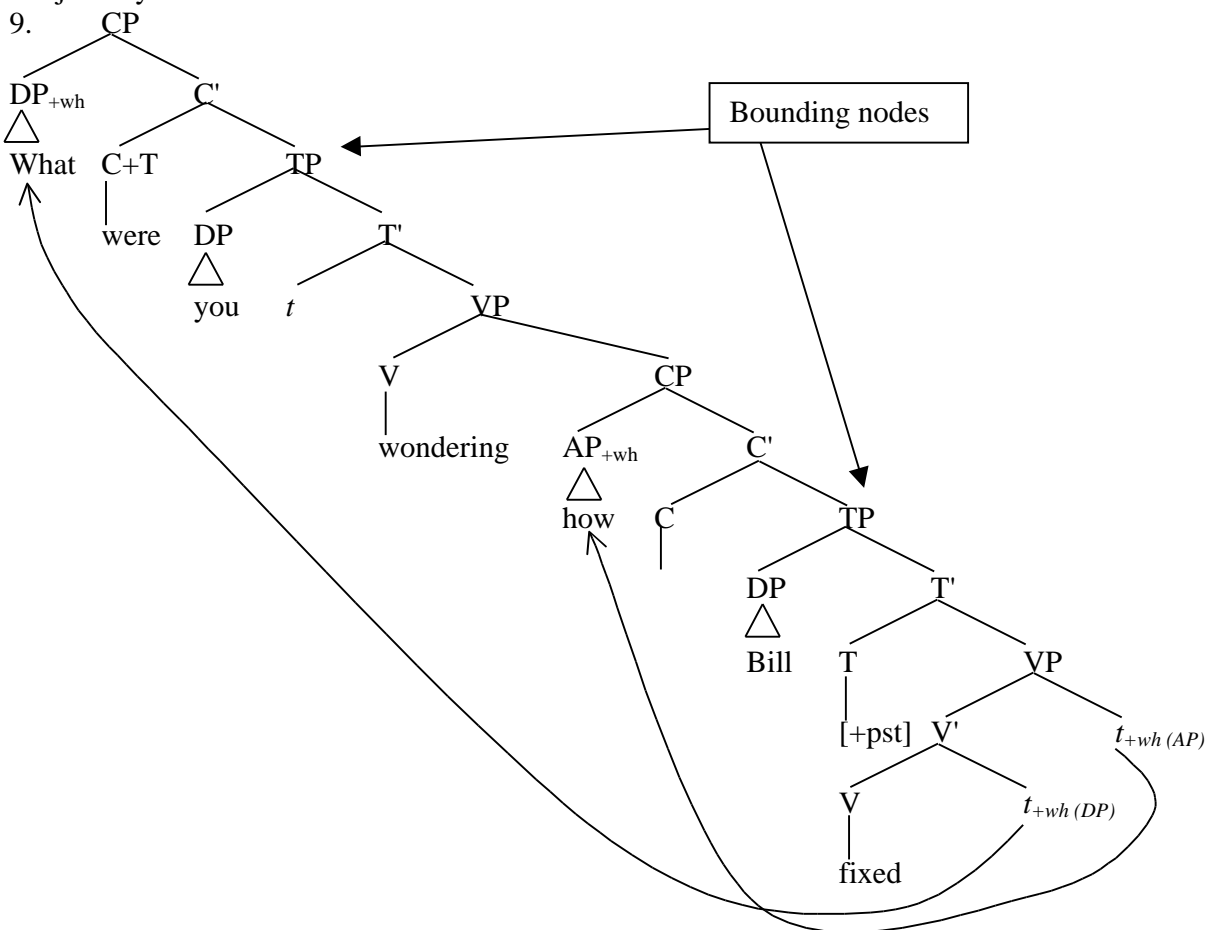 9.
CP
DP+wh C'
Bounding nodes
What C+T TP
were DP T'
you t VP
V CP
wondering AP+wh C'
how C TP
DP T'
Bill T VP
[+pst] V' t+wh (AP)
V t+wh (DP)
fixed